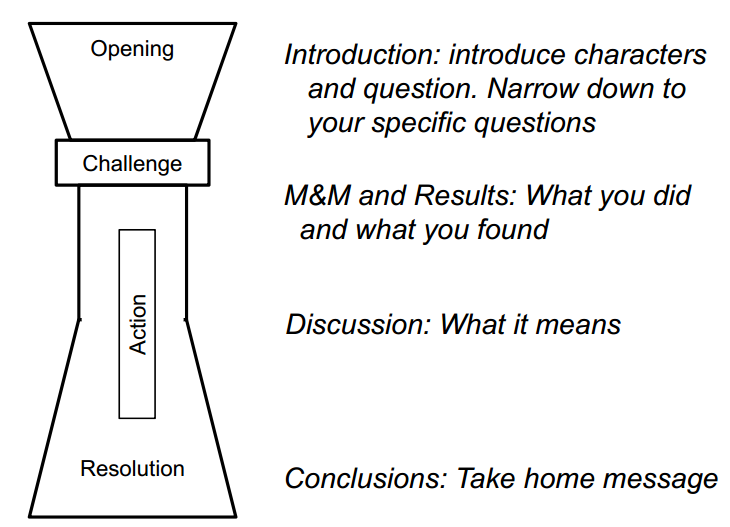 Opening
Introduction: introduce characters
and question. Narrow down to
your specific questions
Challenge
M&M and Results: What you did
and what you found
Action
Discussion: What it means
Resolution
Conclusions: Take home message